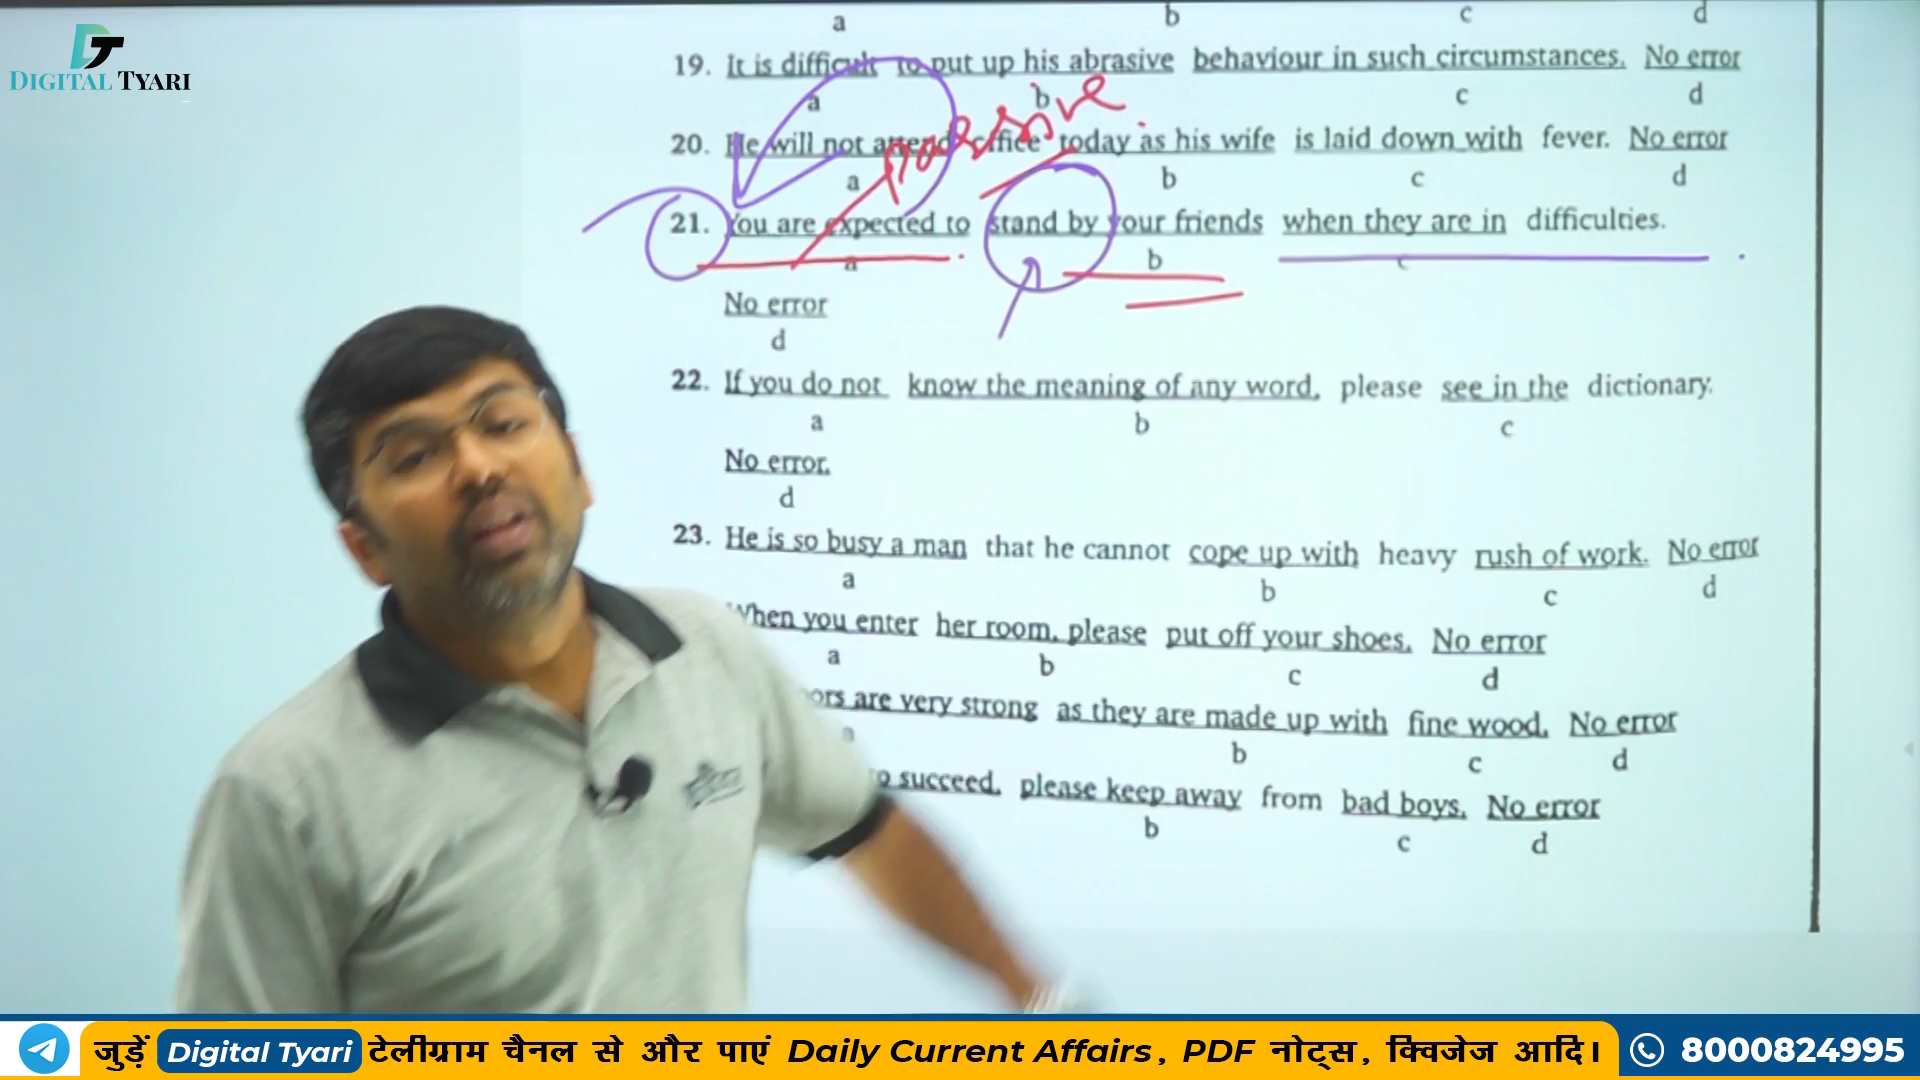 DT
DIGITAL TYARI
a b c d
19. It is difficult to put up his abrasive behaviour in such circumstances. No error
a b c d
passive
20. He will not attend office today as his wife is laid down with fever. No error
a b c d
21. You are expected to stand by your friends when they are in difficulties.
a b c
No error
d
22. If you do not know the meaning of any word, please see in the dictionary.
a b c
No error.
d
23. He is so busy a man that he cannot cope up with heavy rush of work. No error
a b c d
When you enter her room, please put off your shoes. No error
a b c d
ors are very strong as they are made up with fine wood. No error
a b c d
to succeed, please keep away from bad boys. No error
b c d
जुड़ें Digital Tyari टेलीग्राम चैनल से और पाएं Daily Current Affairs, PDF नोट्स, क्विजेज आदि। 8000824995